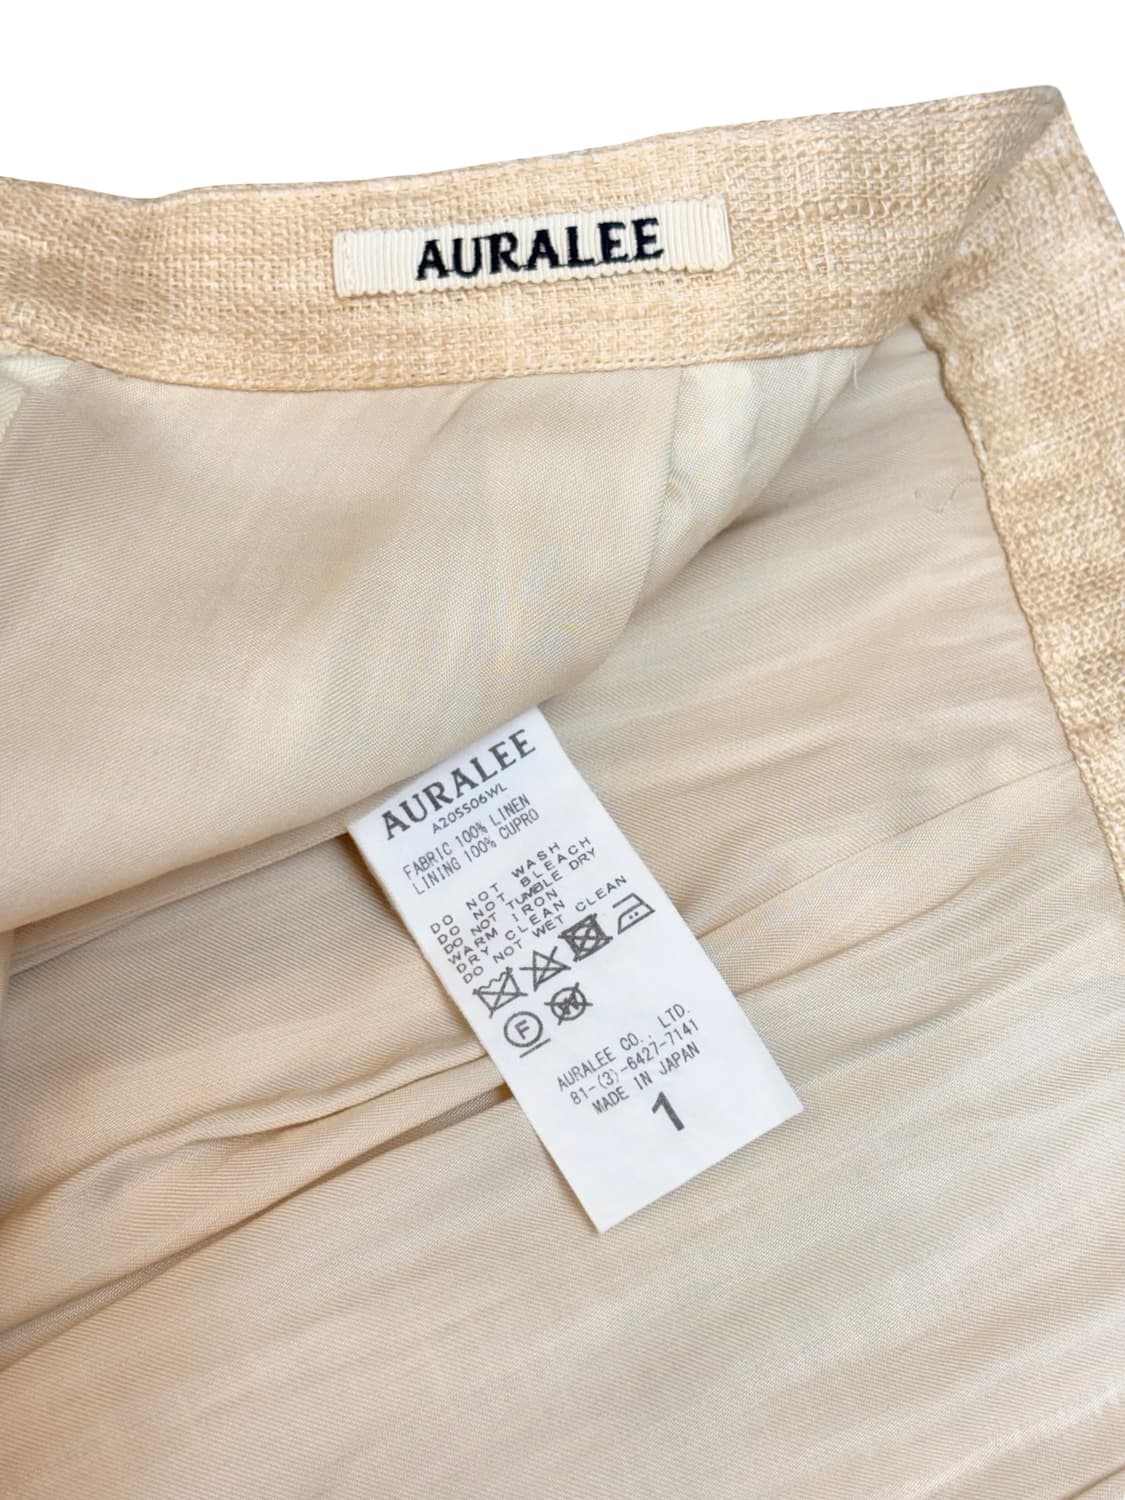 AURALEE
AURALEE
A20SS06WL
FABRIC 100% LINEN
LINING 100% CUPRO
DO NOT WASH
DO NOT BLEACH
DO NOT TUMBLE DRY
WARM IRON
DRY CLEAN
DO NOT WET CLEAN
F
W
AURALEE CO., LTD.
81-(3)-6427-7141
MADE IN JAPAN
1